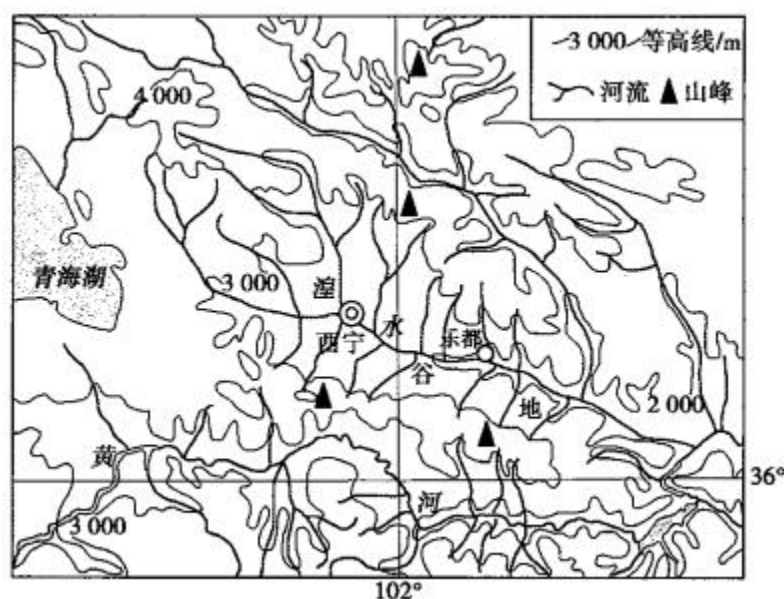 3 000 等高线/m
河流 ▲ 山峰
4 000
青海湖
3 000
湟
水
西宁
乐都
谷
地
2 000
黄
河
3 000
36°
102°